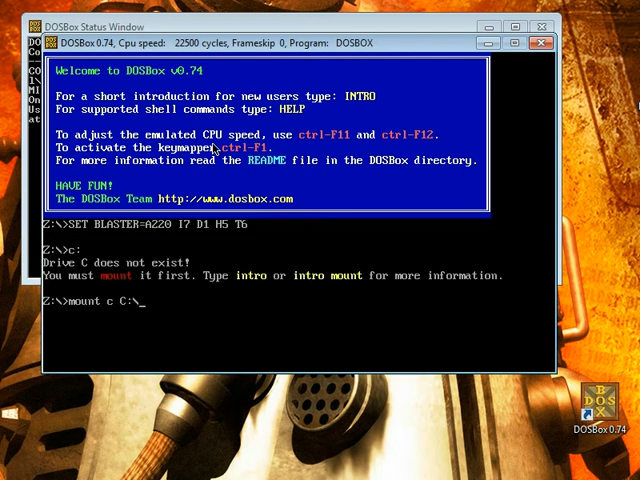 DOSBox Status Window
DOSBox 0.74, Cpu speed: 22500 cycles, Frameskip 0, Program: DOSBOX
Welcome to DOSBox v0.74
For a short introduction for new users type: INTRO
For supported shell commands type: HELP
To adjust the emulated CPU speed, use ctrl-F11 and ctrl-F12.
To activate the keymapper ctrl-F1.
For more information read the README file in the DOSBox directory.
HAVE FUN!
The DOSBox Team http://www.dosbox.com
Z:\>SET BLASTER=A220 I7 D1 H5 T6
Z:\>c:
Drive C does not exist!
You must mount it first. Type intro or intro mount for more information.
Z:\>mount c C:\_
DOSBox 0.74